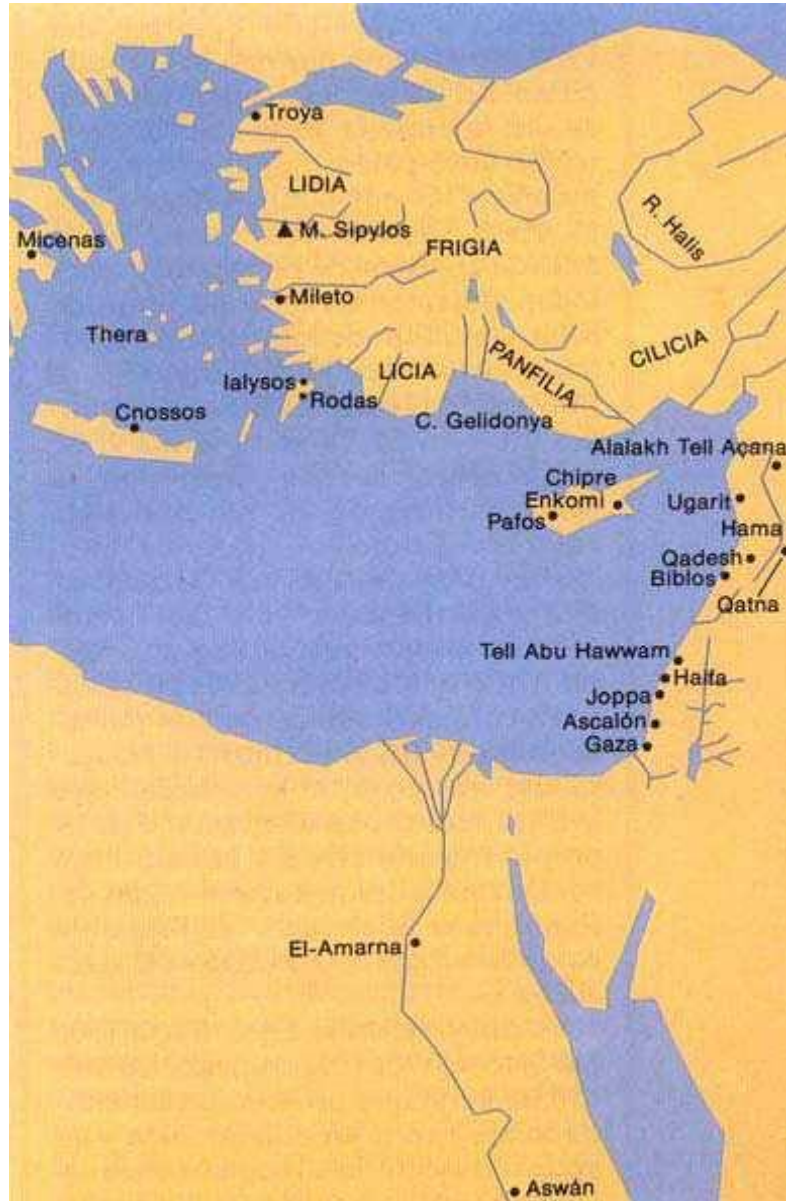 Troya
LIDIA
R. Halis
Micenas
M. Sipylos
FRIGIA
Mileto
Thera
CILICIA
PANFILIA
LICIA
Ialysos
Rodas
Cnossos
C. Gelidonya
Alalakh Tell Açana
Chipre
Enkomi
Ugarit
Pafos
Hama
Qadesh
Biblos
Qatna
Tell Abu Hawwam
Haifa
Joppa
Ascalón
Gaza
El-Amarna
Aswán